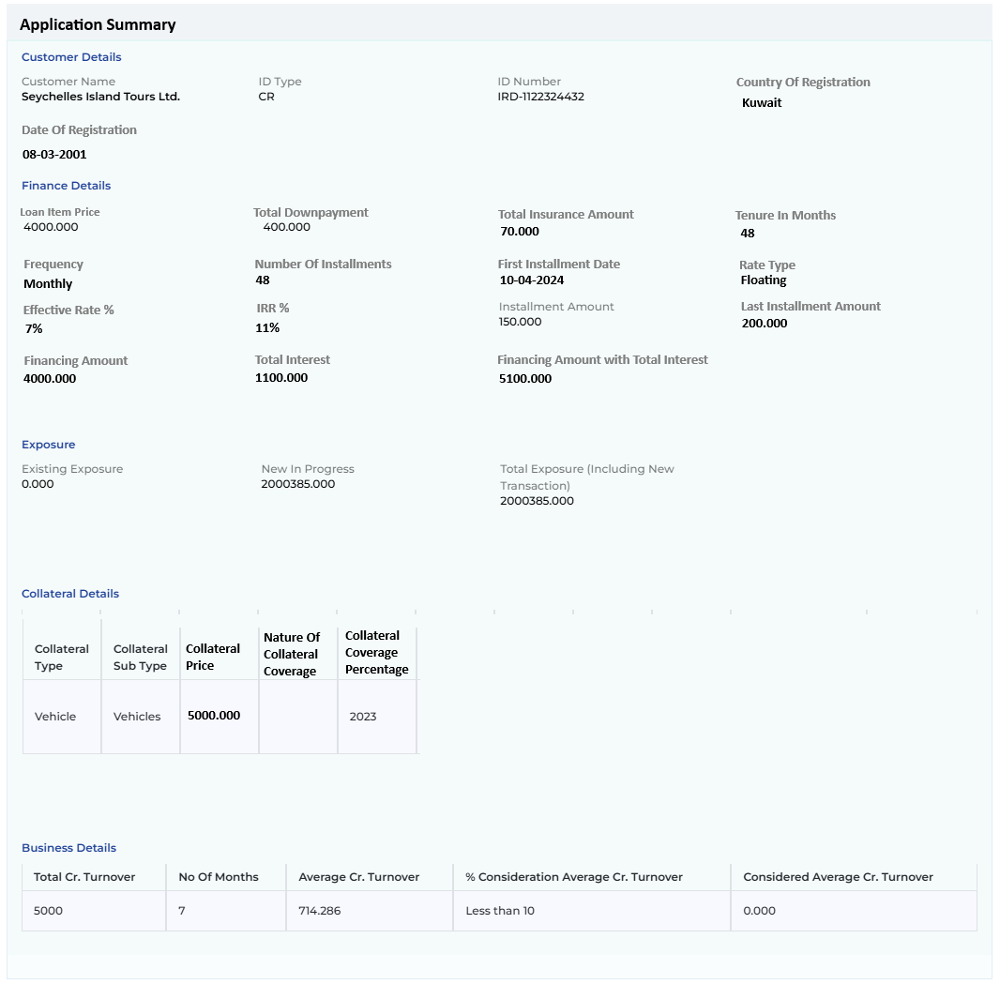 Application Summary
Customer Details
Customer Name ID Type ID Number Country Of Registration
Seychelles Island Tours Ltd. CR IRD-1122324432 Kuwait
Date Of Registration
08-03-2001
Finance Details
Loan Item Price Total Downpayment Total Insurance Amount Tenure In Months
4000.000 400.000 70.000 48
Frequency Number Of Installments First Installment Date Rate Type
Monthly 48 10-04-2024 Floating
Effective Rate % IRR % Installment Amount Last Installment Amount
7% 11% 150.000 200.000
Financing Amount Total Interest Financing Amount with Total Interest
4000.000 1100.000 5100.000
Exposure
Existing Exposure New In Progress Total Exposure (Including New
Transaction)
0.000 2000385.000 2000385.000
Collateral Details
Collateral Type Collateral Sub Type Collateral Price Nature Of Collateral Coverage Collateral Coverage Percentage
Vehicle Vehicles 5000.000 2023
Business Details
Total Cr. Turnover No Of Months Average Cr. Turnover % Consideration Average Cr. Turnover Considered Average Cr. Turnover
5000 7 714.286 Less than 10 0.000